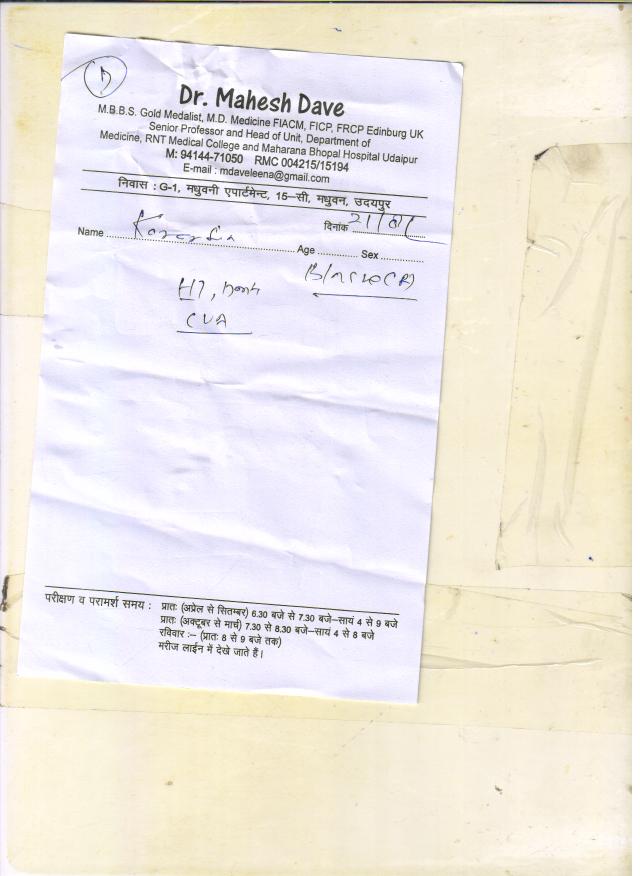 Dr. Mahesh Dave
M.B.B.S. Gold Medalist, M.D. Medicine FIACM, FICP, FRCP Edinburg UK
Senior Professor and Head of Unit, Department of
Medicine, RNT Medical College and Maharana Bhopal Hospital Udaipur
M: 94144-71050 RMC 004215/15194
E-mail : mdaveleena@gmail.com
निवास : G-1, मधुवनी एपार्टमेन्ट, 15–सी, मधुवन, उदयपुर
दिनांक
Name Age Sex
CVA
परीक्षण व परामर्श समय : प्रातः (अप्रेल से सितम्बर) 6.30 बजे से 7.30 बजे–सायं 4 से 9 बजे
प्रातः (अक्टूबर से मार्च) 7.30 से 8.30 बजे–सायं 4 से 8 बजे
रविवार :– (प्रातः 8 से 9 बजे तक)
मरीज लाईन में देखे जाते हैं।